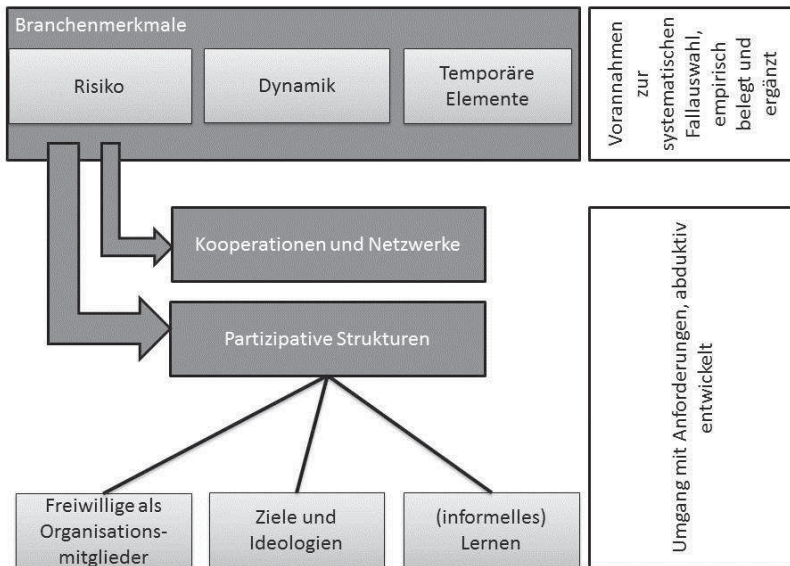 Branchenmerkmale
Risiko
Dynamik
Temporäre
Elemente
Vorannahmen
zur
systematischen
Fallauswahl,
empirisch
belegt und
ergänzt
Kooperationen und Netzwerke
Partizipative Strukturen
Freiwillige als
Organisations-
mitglieder
Ziele und
Ideologien
(informelles)
Lernen
Umgang mit Anforderungen, abduktiv
entwickelt